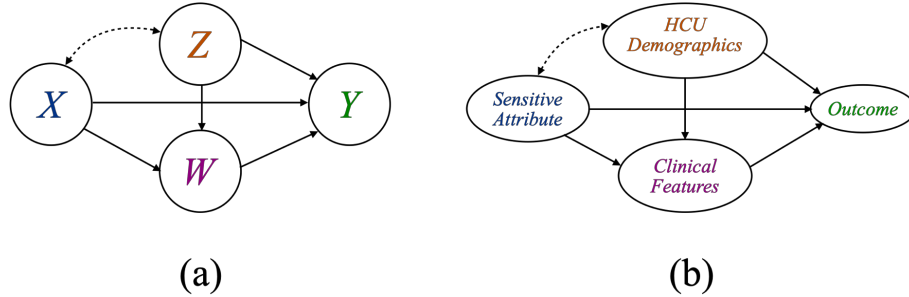 Z
X
Y
W
(a)
HCU
Demographics
Sensitive
Attribute
Outcome
Clinical
Features
(b)